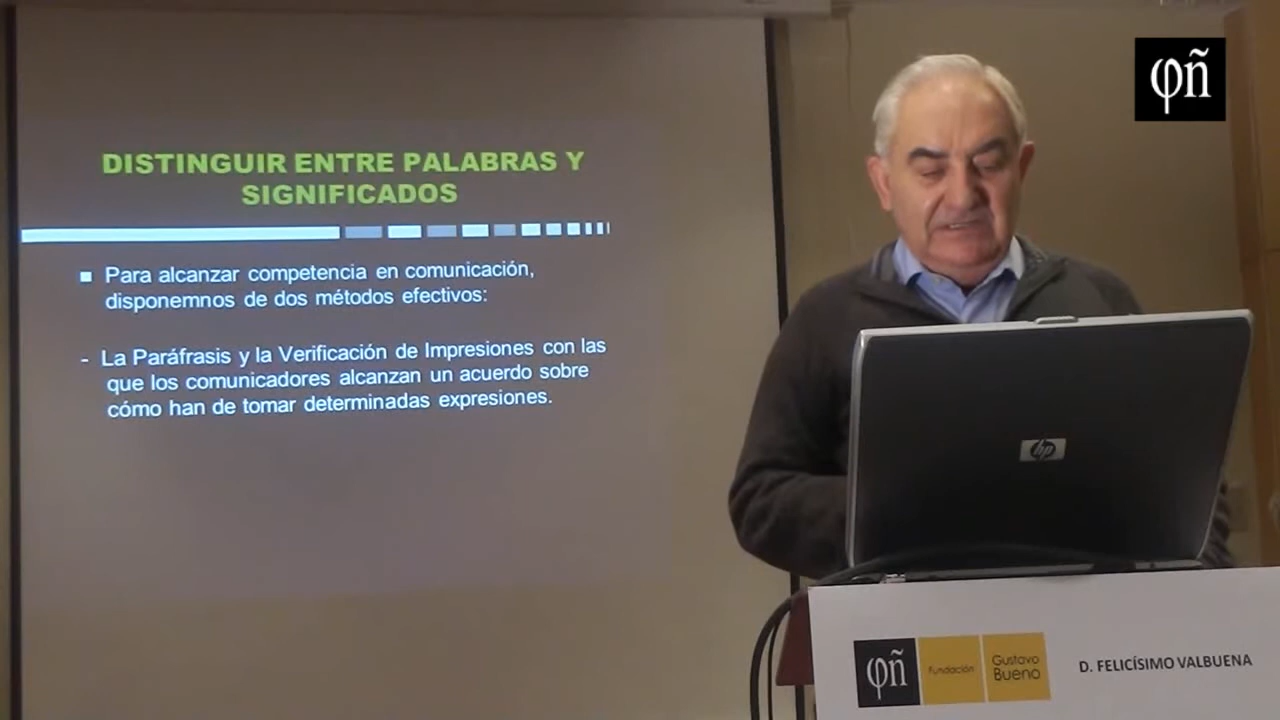 φñ
DISTINGUIR ENTRE PALABRAS Y
SIGNIFICADOS
Para alcanzar competencia en comunicación,
disponemnos de dos métodos efectivos:
- La Paráfrasis y la Verificación de Impresiones con las
que los comunicadores alcanzan un acuerdo sobre
cómo han de tomar determinadas expresiones.
hp
φñ
Fundación
Gustavo
Bueno
D. FELICÍSIMO VALBUENA